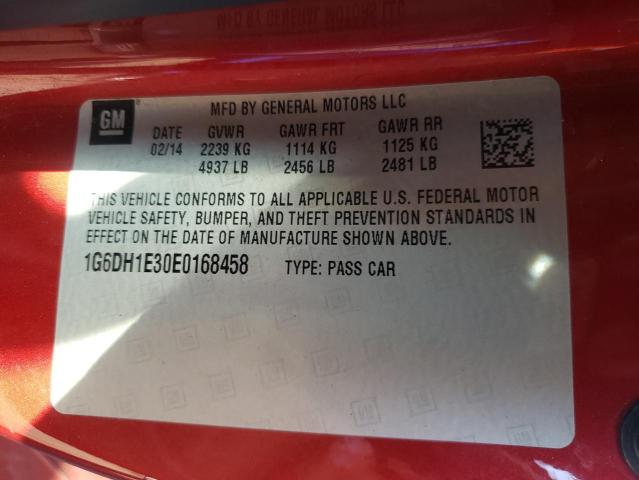 GM
MFD BY GENERAL MOTORS LLC
DATE GVWR GAWR FRT GAWR RR
02/14 2239 KG 1114 KG 1125 KG
4937 LB 2456 LB 2481 LB
THIS VEHICLE CONFORMS TO ALL APPLICABLE U.S. FEDERAL MOTOR
VEHICLE SAFETY, BUMPER, AND THEFT PREVENTION STANDARDS IN
EFFECT ON THE DATE OF MANUFACTURE SHOWN ABOVE.
1G6DH1E30E0168458 TYPE: PASS CAR